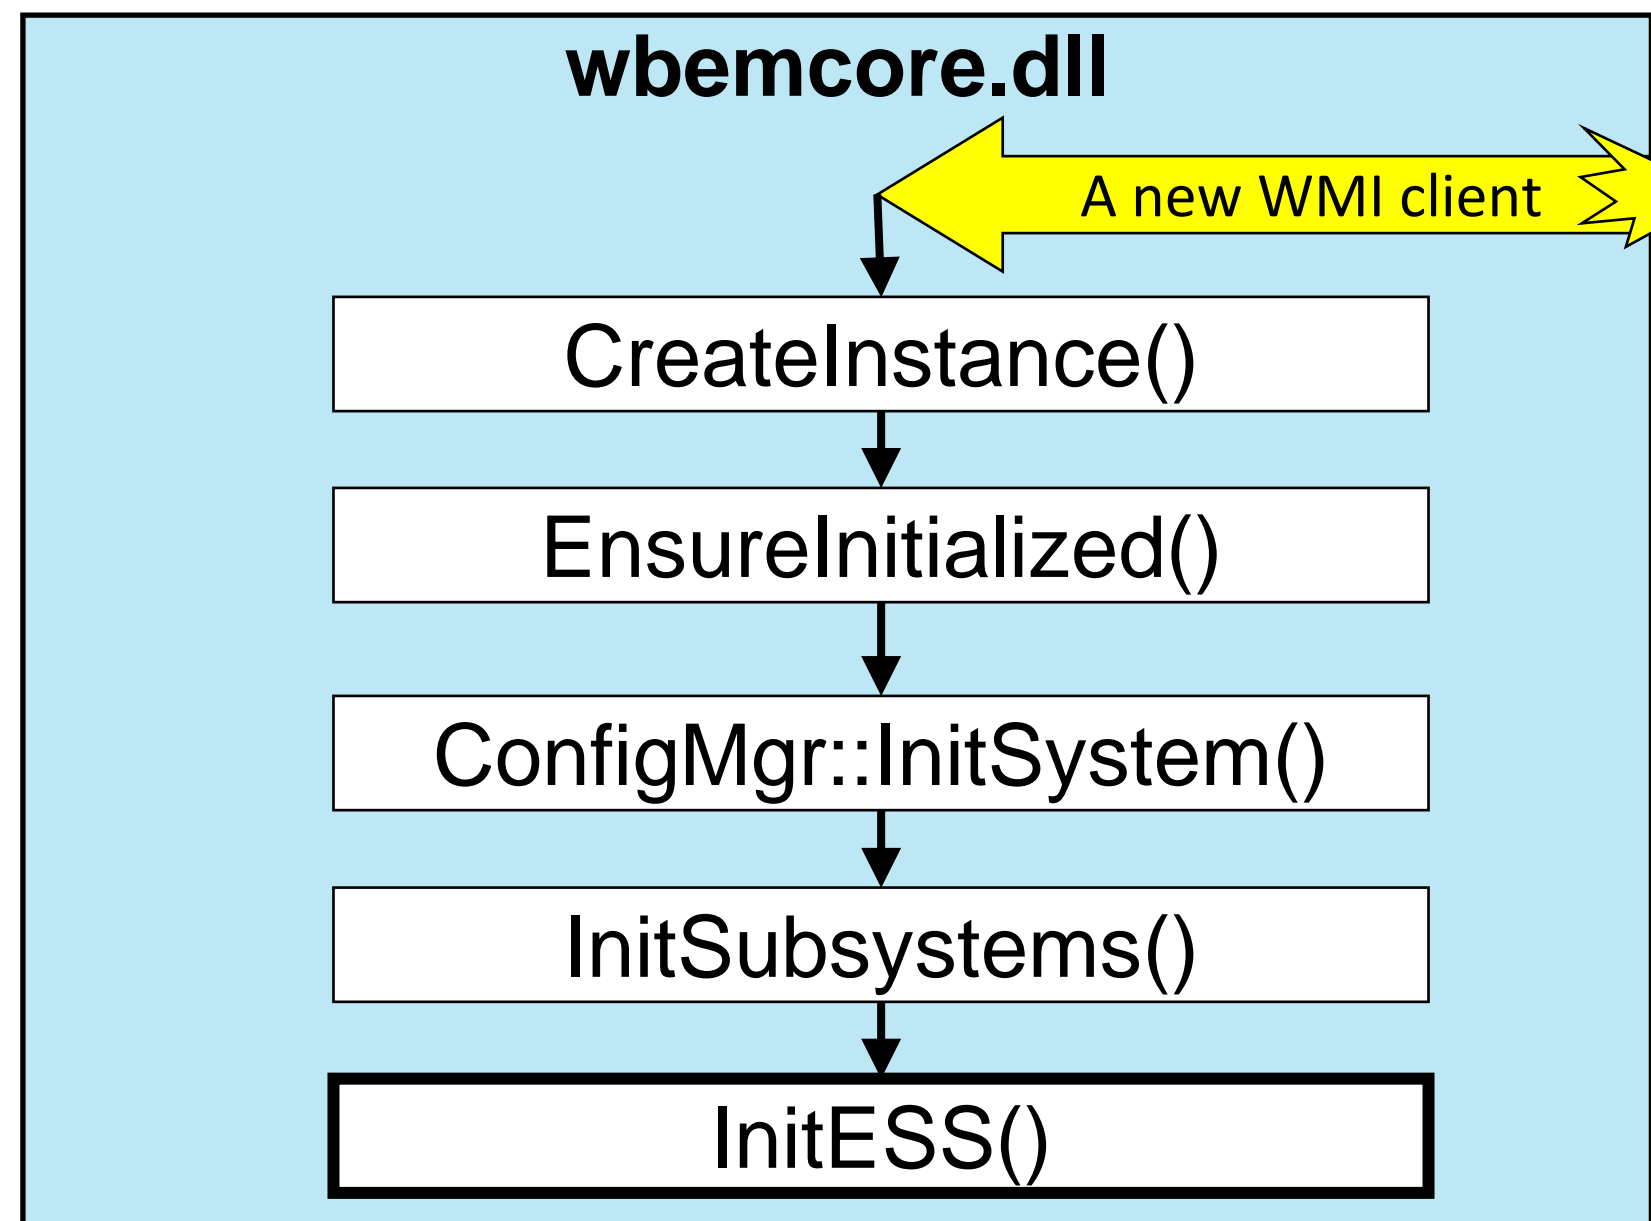 wbemcore.dll
A new WMI client
CreateInstance()
EnsureInitialized()
ConfigMgr::InitSystem()
InitSubsystems()
InitESS()